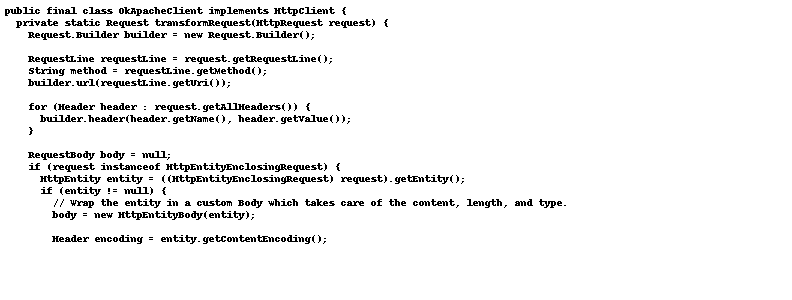 public final class OkApacheClient implements HttpClient {
  private static Request transformRequest(HttpRequest request) {
    Request.Builder builder = new Request.Builder();

    RequestLine requestLine = request.getRequestLine();
    String method = requestLine.getMethod();
    builder.url(requestLine.getUri());

    for (Header header : request.getAllHeaders()) {
      builder.header(header.getName(), header.getValue());
    }

    RequestBody body = null;
    if (request instanceof HttpEntityEnclosingRequest) {
      HttpEntity entity = ((HttpEntityEnclosingRequest) request).getEntity();
      if (entity != null) {
        // Wrap the entity in a custom Body which takes care of the content, length, and type.
        body = new HttpEntityBody(entity);

        Header encoding = entity.getContentEncoding();